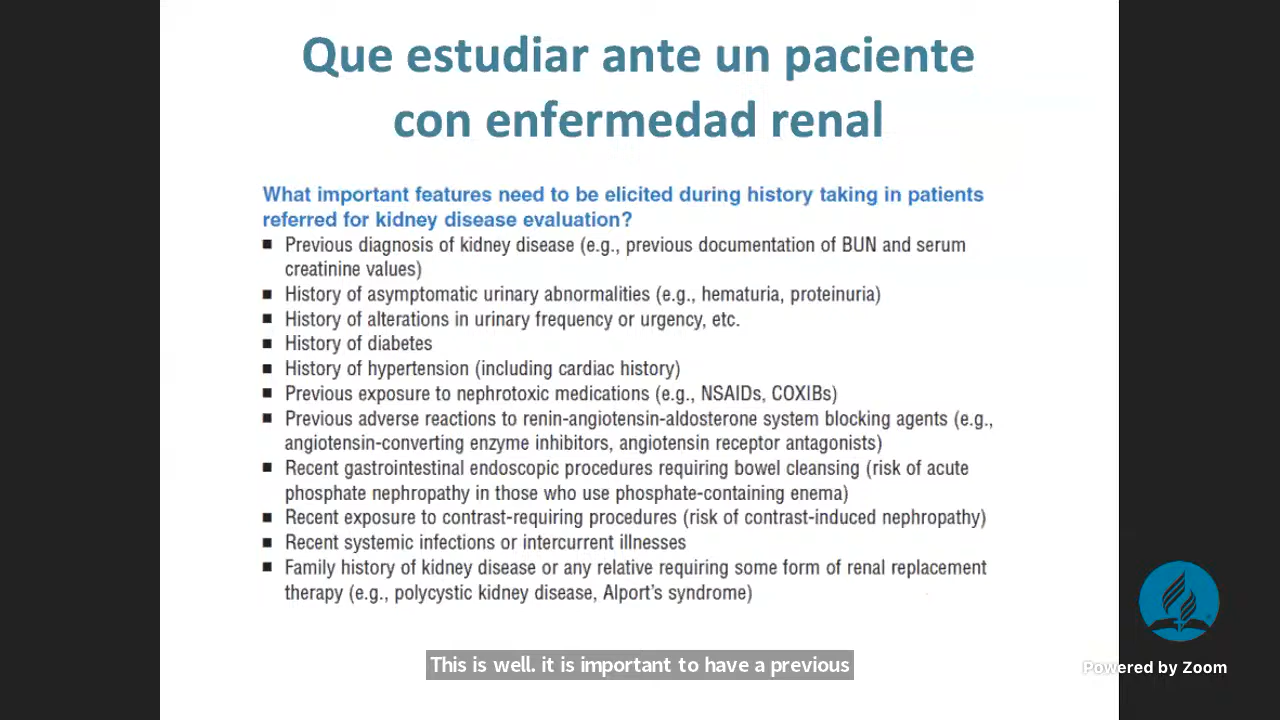 Que estudiar ante un paciente
con enfermedad renal
What important features need to be elicited during history taking in patients
referred for kidney disease evaluation?
■ Previous diagnosis of kidney disease (e.g., previous documentation of BUN and serum
creatinine values)
■ History of asymptomatic urinary abnormalities (e.g., hematuria, proteinuria)
■ History of alterations in urinary frequency or urgency, etc.
■ History of diabetes
■ History of hypertension (including cardiac history)
■ Previous exposure to nephrotoxic medications (e.g., NSAIDs, COXIBs)
■ Previous adverse reactions to renin-angiotensin-aldosterone system blocking agents (e.g.,
angiotensin-converting enzyme inhibitors, angiotensin receptor antagonists)
■ Recent gastrointestinal endoscopic procedures requiring bowel cleansing (risk of acute
phosphate nephropathy in those who use phosphate-containing enema)
■ Recent exposure to contrast-requiring procedures (risk of contrast-induced nephropathy)
■ Recent systemic infections or intercurrent illnesses
■ Family history of kidney disease or any relative requiring some form of renal replacement
therapy (e.g., polycystic kidney disease, Alport's syndrome)
This is well. it is important to have a previous
Powered by Zoom